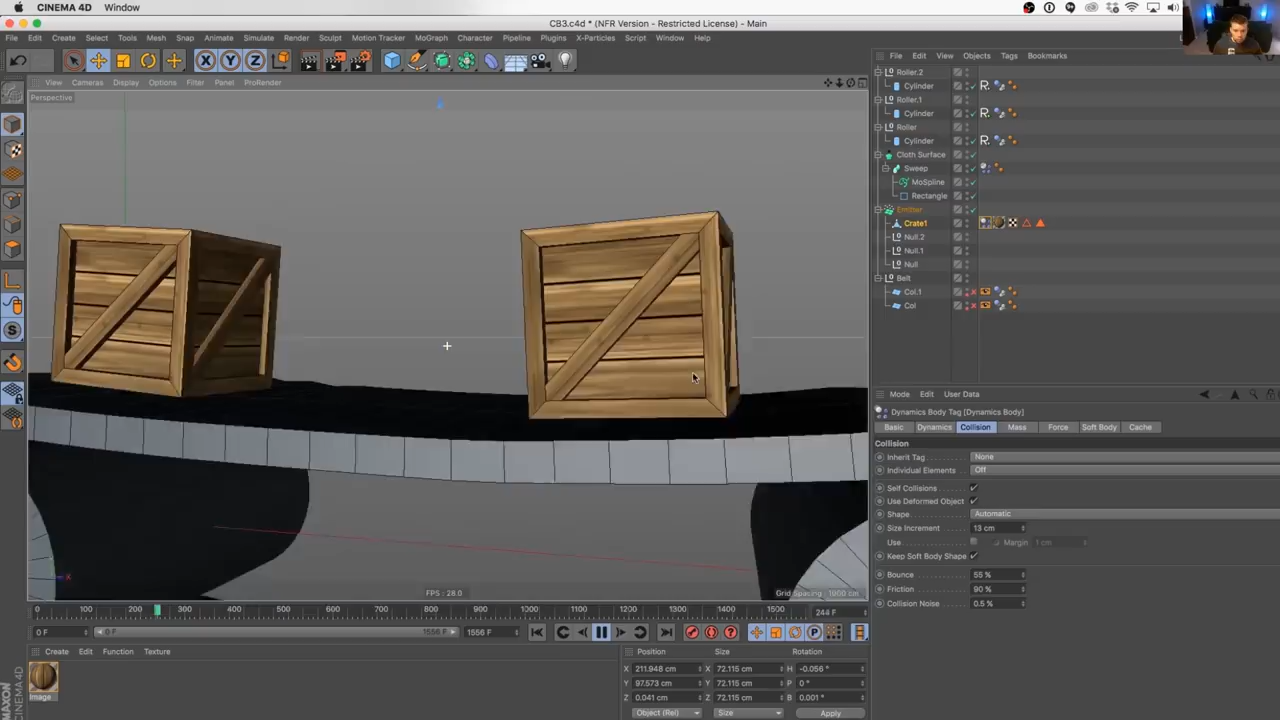 CINEMA 4D Window
CB3.c4d * (NFR Version - Restricted License) - Main
File Edit Create Select Tools Mesh Snap Animate Simulate Render Sculpt Motion Tracker MoGraph Character Pipeline Plugins X-Particles Script Window Help
File Edit View Objects Tags Bookmarks
View Cameras Display Options Filter Panel ProRender
Perspective
Roller.2
Cylinder
Roller.1
Cylinder
Roller
Cylinder
Cloth Surface
Sweep
MoSpline
Rectangle
Emitter
Crate1
Null.2
Null.1
Null
Belt
Col.1
Col
Mode Edit User Data
Dynamics Body Tag [Dynamics Body]
Basic Dynamics Collision Mass Force Soft Body Cache
Collision
Inherit Tag None
Individual Elements Off
Self Collisions
Use Deformed Object
Shape Automatic
Size Increment 13 cm
Use Margin 1 cm
Keep Soft Body Shape
Bounce 55 %
Friction 90 %
Collision Noise 0.5 %
X
FPS : 28.0
Grid Spacing : 1000 cm
0 100 200 300 400 500 600 700 800 900 1000 1100 1200 1300 1400 1500 244 F
0 F 0 F 1556 F 1556 F
Create Edit Function Texture
Image
Position Size Rotation
X 211.948 cm X 72.115 cm H -0.056 °
Y 97.573 cm Y 72.115 cm P 0 °
Z 0.041 cm Z 72.115 cm B 0.001 °
Object (Rel) Size Apply
MAXON CINEMA 4D